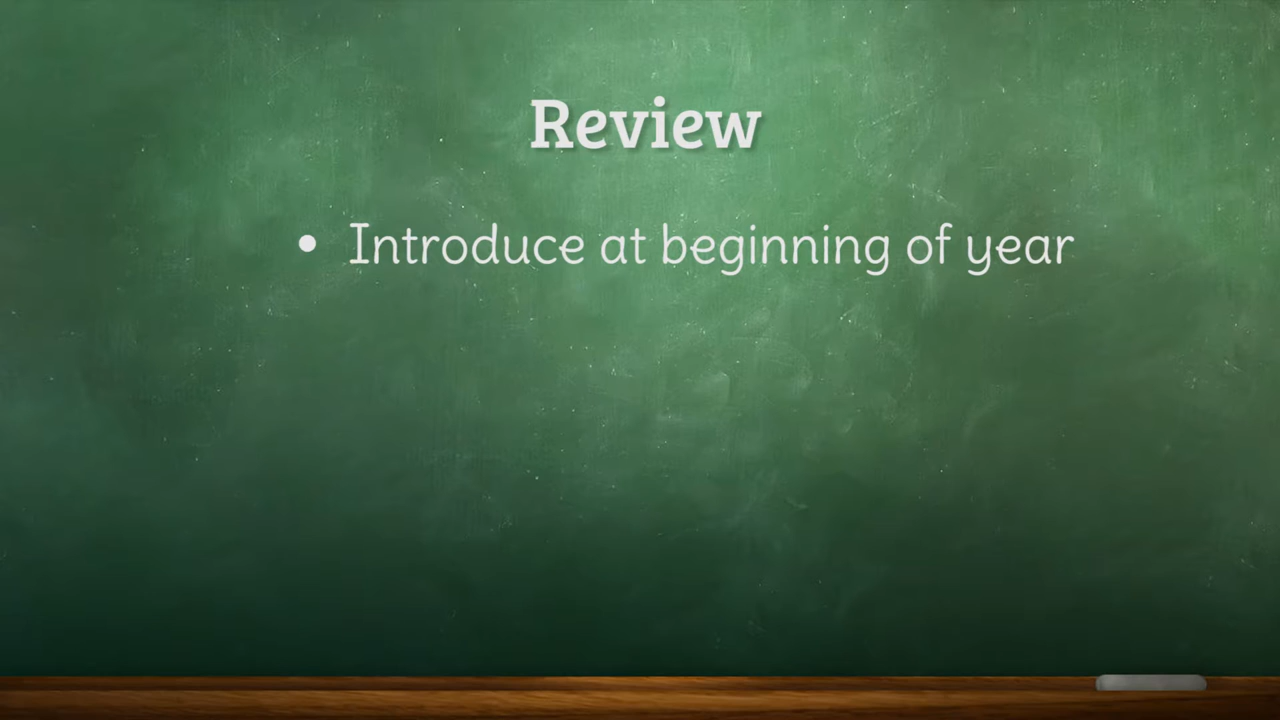 Review
• Introduce at beginning of year